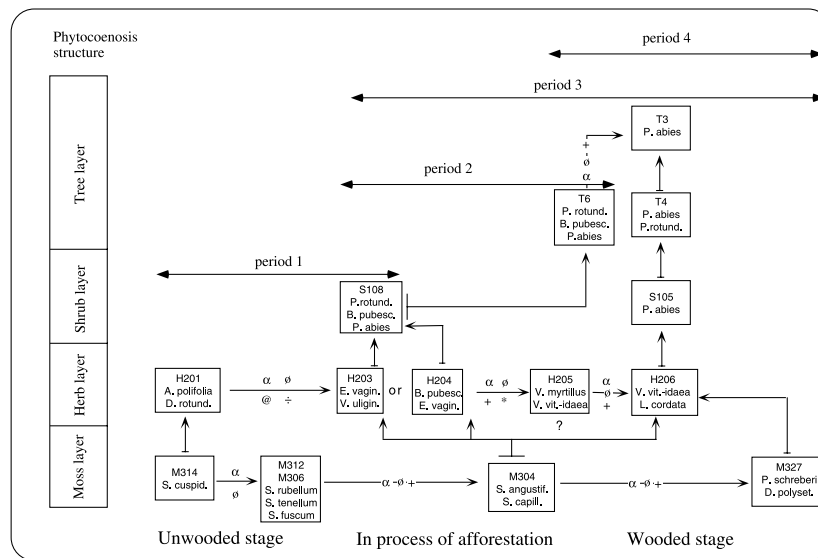 Phytocoenosis
structure
Tree layer
Shrub layer
Herb layer
Moss layer
period 4
period 3
period 2
period 1
T3
P. abies
+ - ø α
T6
P. rotund.
B. pubesc.
P.abies
T4
P. abies
P.rotund.
S108
P.rotund.
B. pubesc.
P. abies
S105
P. abies
H201
A. polifolia
D. rotund.
α ø
@ ÷
H203
E. vagin.
V. uligin.
or
H204
B. pubesc.
E. vagin.
α ø
+ *
H205
V. myrtillus
V. vit.-idaea
α
ø
+
H206
V. vit.-idaea
L. cordata
?
M314
S. cuspid.
α
ø
M312
M306
S. rubellum
S. tenellum
S. fuscum
α -ø-+
M304
S. angustif.
S. capill.
α -ø-+
M327
P. schreberi
D. polyset.
Unwooded stage
In process of afforestation
Wooded stage